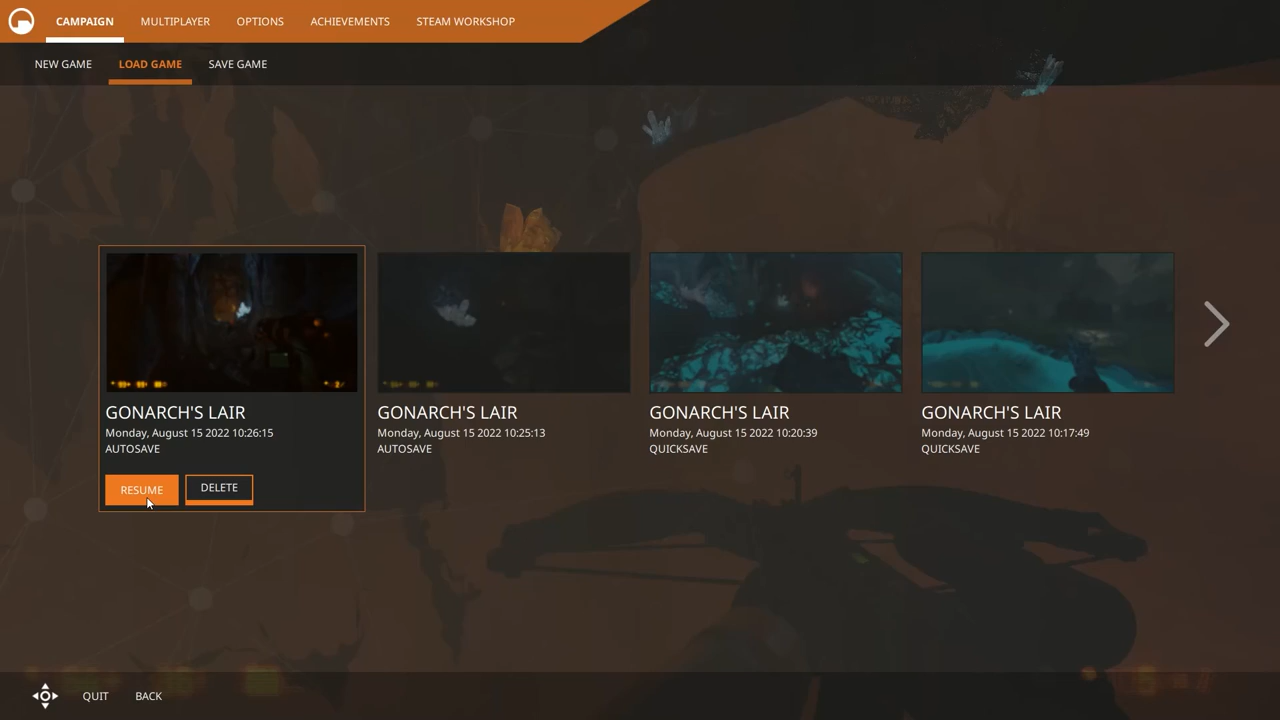 CAMPAIGN MULTIPLAYER OPTIONS ACHIEVEMENTS STEAM WORKSHOP
NEW GAME LOAD GAME SAVE GAME
GONARCH'S LAIR
Monday, August 15 2022 10:26:15
AUTOSAVE
RESUME DELETE
GONARCH'S LAIR
Monday, August 15 2022 10:25:13
AUTOSAVE
GONARCH'S LAIR
Monday, August 15 2022 10:20:39
QUICKSAVE
GONARCH'S LAIR
Monday, August 15 2022 10:17:49
QUICKSAVE
QUIT BACK